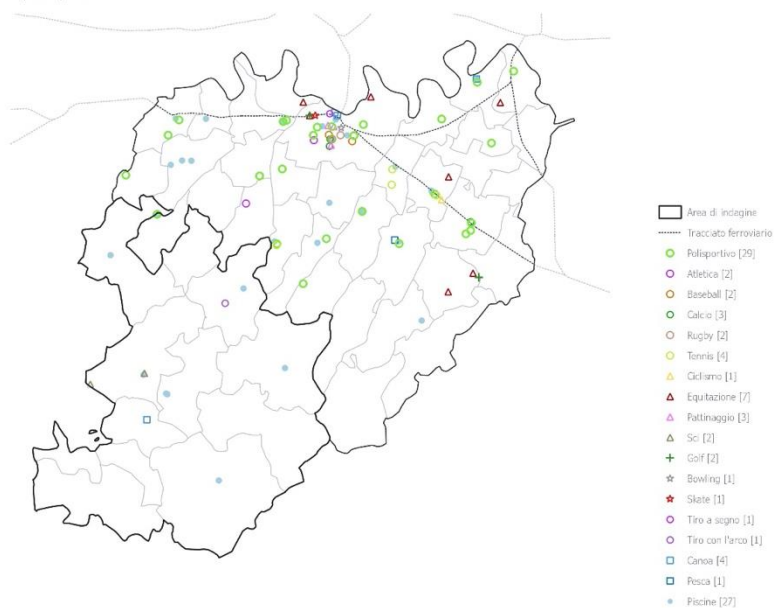 Area di indagine
Tracciato ferroviario
Polisportivo [29]
Atletica [2]
Baseball [2]
Calcio [3]
Rugby [2]
Tennis [4]
Ciclismo [1]
Equitazione [7]
Pattinaggio [3]
Sci [2]
Golf [2]
Bowling [1]
Skate [1]
Tiro a segno [1]
Tiro con l'arco [1]
Canoa [4]
Pesca [1]
Piscine [27]